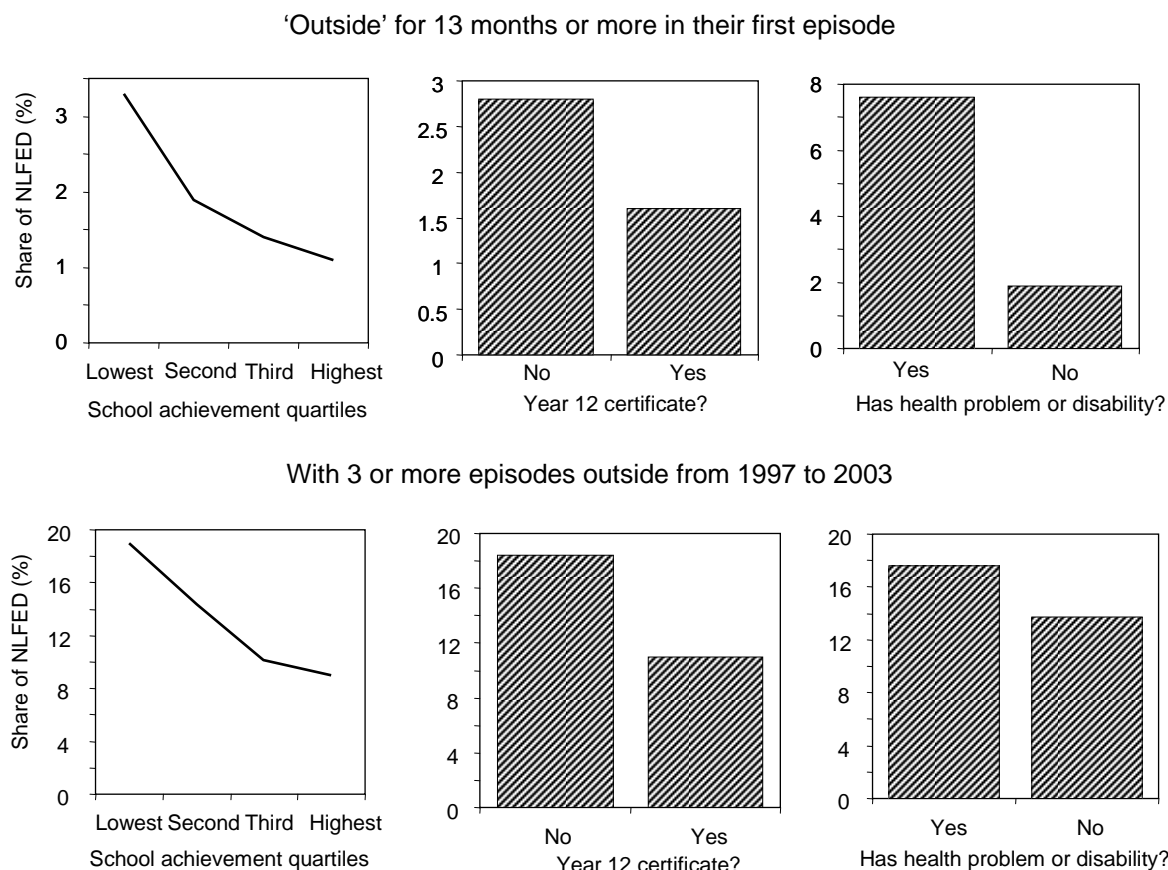 ‘Outside’ for 13 months or more in their first episode
Share of NLFED (%)
3
2
1
0
Lowest Second Third Highest
School achievement quartiles
3
2.5
2
1.5
1
0.5
0
No Yes
Year 12 certificate?
8
6
4
2
0
Yes No
Has health problem or disability?
With 3 or more episodes outside from 1997 to 2003
Share of NLFED (%)
20
16
12
8
4
0
Lowest Second Third Highest
School achievement quartiles
20
16
12
8
4
0
No Yes
Year 12 certificate?
20
16
12
8
4
0
Yes No
Has health problem or disability?